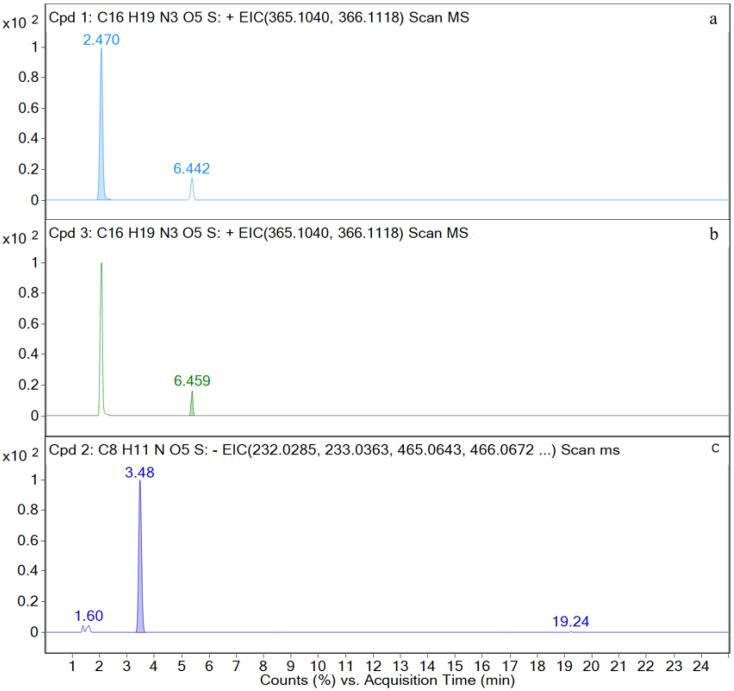 Cpd 1: C16 H19 N3 O5 S: + EIC(365.1040, 366.1118) Scan MS a
x10 2
2.470
1
0.8
0.6
0.4
6.442
0.2
0
Cpd 3: C16 H19 N3 O5 S: + EIC(365.1040, 366.1118) Scan MS b
x10 2
1
0.8
0.6
0.4
6.459
0.2
0
Cpd 2: C8 H11 N O5 S: - EIC(232.0285, 233.0363, 465.0643, 466.0672 ...) Scan ms c
x10 2
3.48
1
0.8
0.6
0.4
0.2
1.60 19.24
0
1 2 3 4 5 6 7 8 9 10 11 12 13 14 15 16 17 18 19 20 21 22 23 24
Counts (%) vs. Acquisition Time (min)